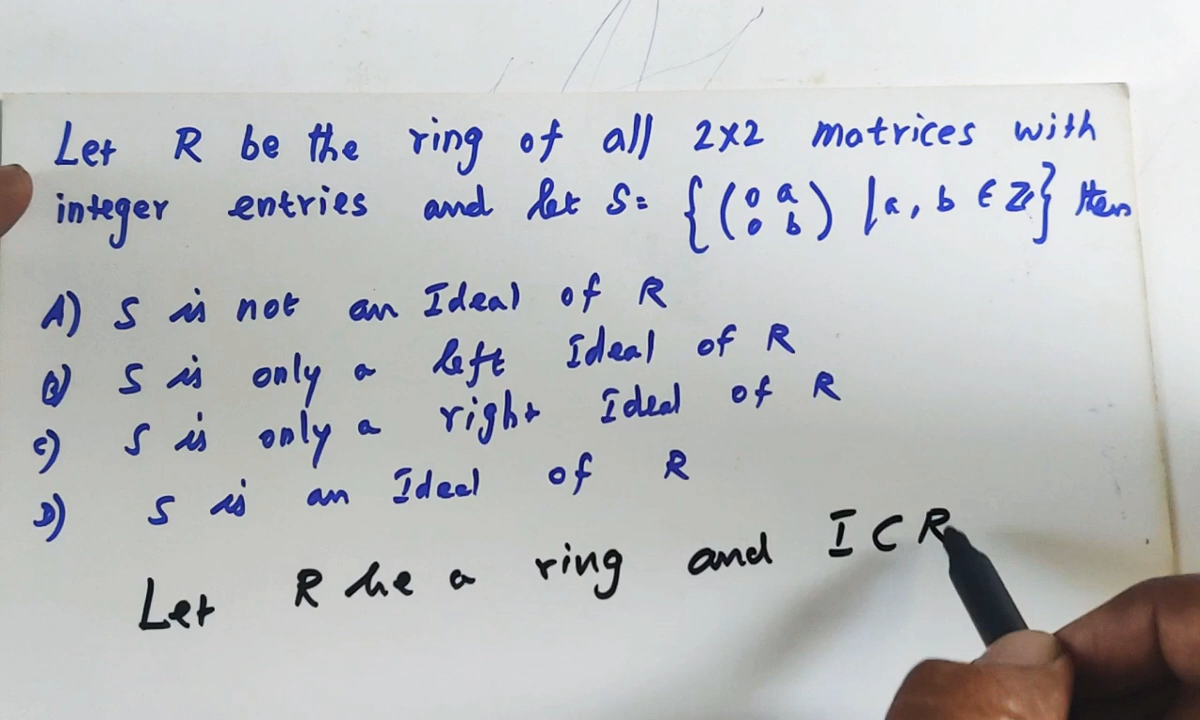 Let R be the ring of all 2×2 matrices with
integer entries and let S= {(0 a
0 b) | a, b ∈ Z} then
A) S is not an Ideal of R
B) S is only a left Ideal of R
C) S is only a right Ideal of R
D) S is an Ideal of R
Let R be a ring and I ⊂ R